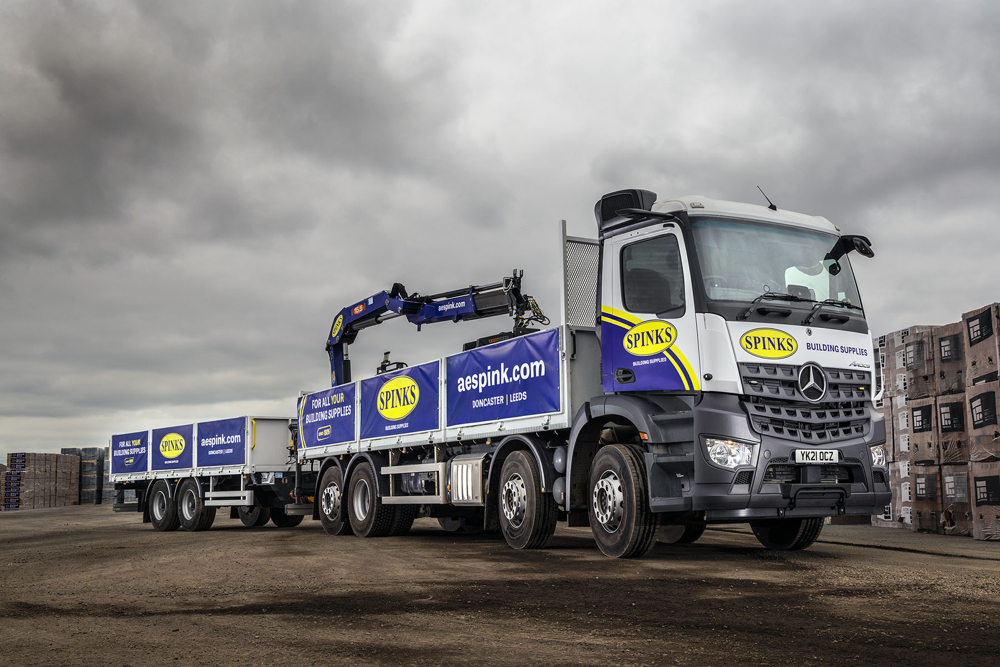 FOR ALL YOUR
BUILDING SUPPLIES
SINCE 1926
SPINKS
BUILDING SUPPLIES
aespink.com
DONCASTER | LEEDS
SPINKS
15.5
aespink.com
FOR ALL YOUR
BUILDING SUPPLIES
SINCE 1926
SPINKS
BUILDING SUPPLIES
aespink.com
DONCASTER | LEEDS
SPINKS
BUILDING SUPPLIES
SPINKS
BUILDING SUPPLIES
AROCS
YK21 OCZ